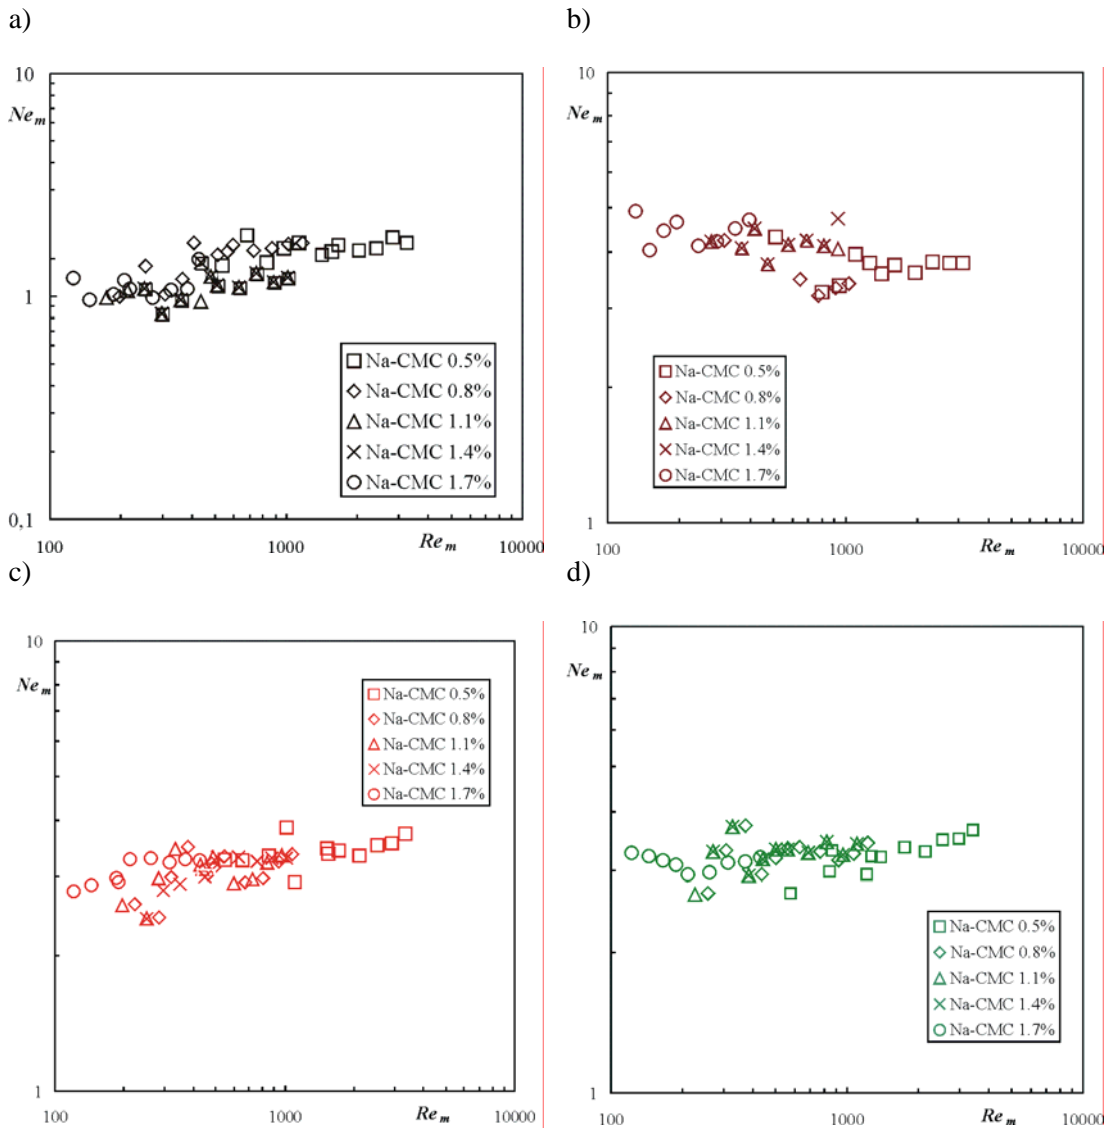 a)
10
Ne m
1
Na-CMC 0.5%
Na-CMC 0.8%
Na-CMC 1.1%
Na-CMC 1.4%
Na-CMC 1.7%
0,1
100
1000
Re m
10000
b)
10
Ne m
Na-CMC 0.5%
Na-CMC 0.8%
Na-CMC 1.1%
Na-CMC 1.4%
Na-CMC 1.7%
1
100
1000
Re m
10000
c)
10
Ne m
Na-CMC 0.5%
Na-CMC 0.8%
Na-CMC 1.1%
Na-CMC 1.4%
Na-CMC 1.7%
1
100
1000
Re m
10000
d)
10
Ne m
Na-CMC 0.5%
Na-CMC 0.8%
Na-CMC 1.1%
Na-CMC 1.4%
Na-CMC 1.7%
1
100
1000
Re m
10000